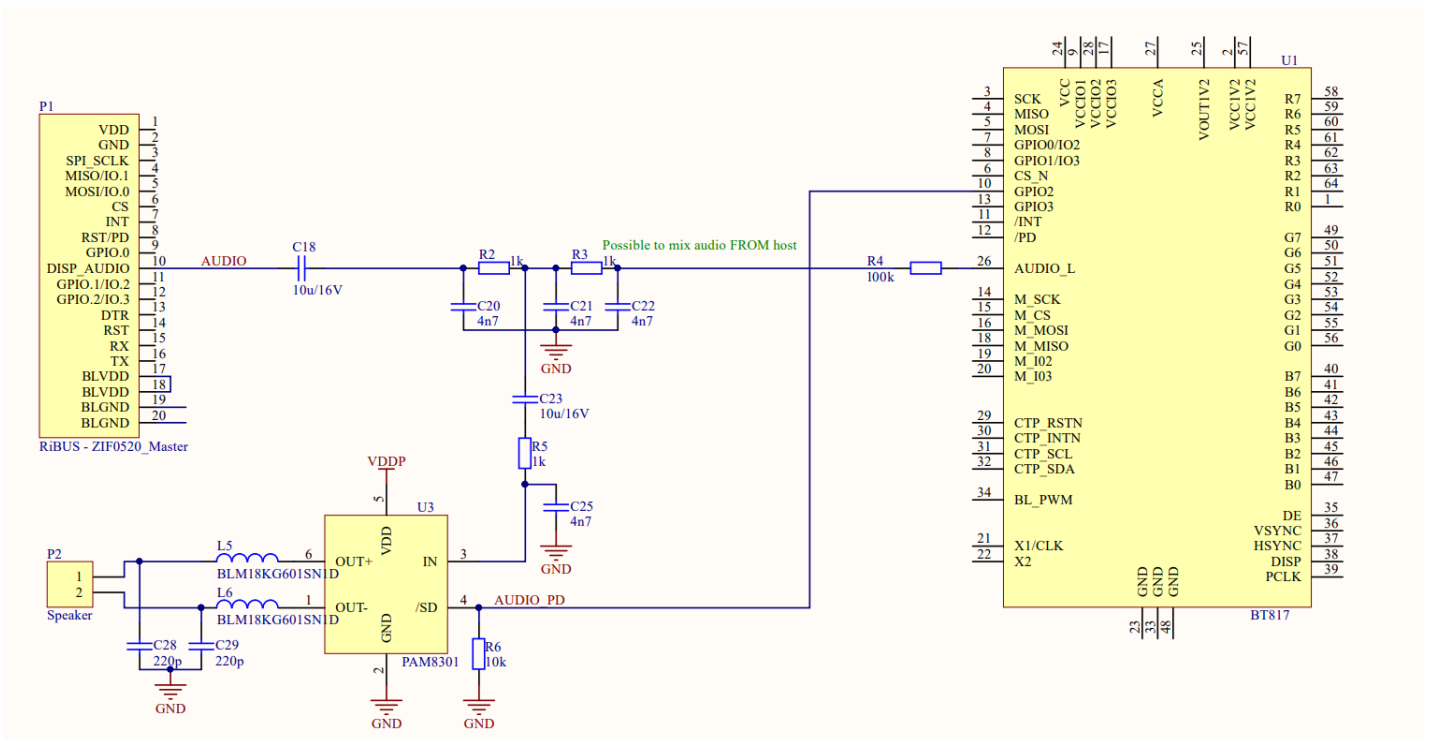 P1
VDD 1
GND 2
SPI_SCLK 3
MISO/IO.1 4
MOSI/IO.0 5
CS 6
INT 7
RST/PD 8
GPIO.0 9
DISP_AUDIO 10
GPIO.1/IO.2 11
GPIO.2/IO.3 12
DTR 13
RST 14
RX 15
TX 16
BLVDD 17
BLVDD 18
BLGND 19
BLGND 20
RiBUS - ZIF0520_Master
AUDIO
C18
10u/16V
R2
1k
R3
1k
Possible to mix audio FROM host
R4
100k
C20
4n7
C21
4n7
C22
4n7
GND
C23
10u/16V
R5
1k
C25
4n7
GND
VDDP
5
U3
VDD
6 OUT+
1 OUT-
IN 3
/SD 4
GND
2
PAM8301
GND
AUDIO_PD
R6
10k
GND
P2
1
2
Speaker
L5
BLM18KG601SN1D
L6
BLM18KG601SN1D
C28
220p
C29
220p
GND
U1
24 VCC
9 VCCIO1
28 VCCIO2
17 VCCIO3
27 VCCA
25 VOUT1V2
2 VCC1V2
57 VCC1V2
3 SCK
4 MISO
5 MOSI
7 GPIO0/IO2
8 GPIO1/IO3
6 CS_N
10 GPIO2
13 GPIO3
11 /INT
12 /PD
26 AUDIO_L
14 M_SCK
15 M_CS
16 M_MOSI
18 M_MISO
19 M_I02
20 M_I03
29 CTP_RSTN
30 CTP_INTN
31 CTP_SCL
32 CTP_SDA
34 BL_PWM
21 X1/CLK
22 X2
R7 58
R6 59
R5 60
R4 61
R3 62
R2 63
R1 64
R0 1
G7 49
G6 50
G5 51
G4 52
G3 53
G2 54
G1 55
G0 56
B7 40
B6 41
B5 42
B4 43
B3 44
B2 45
B1 46
B0 47
DE 35
VSYNC 36
HSYNC 37
DISP 38
PCLK 39
GND 23
GND 33
GND 48
BT817